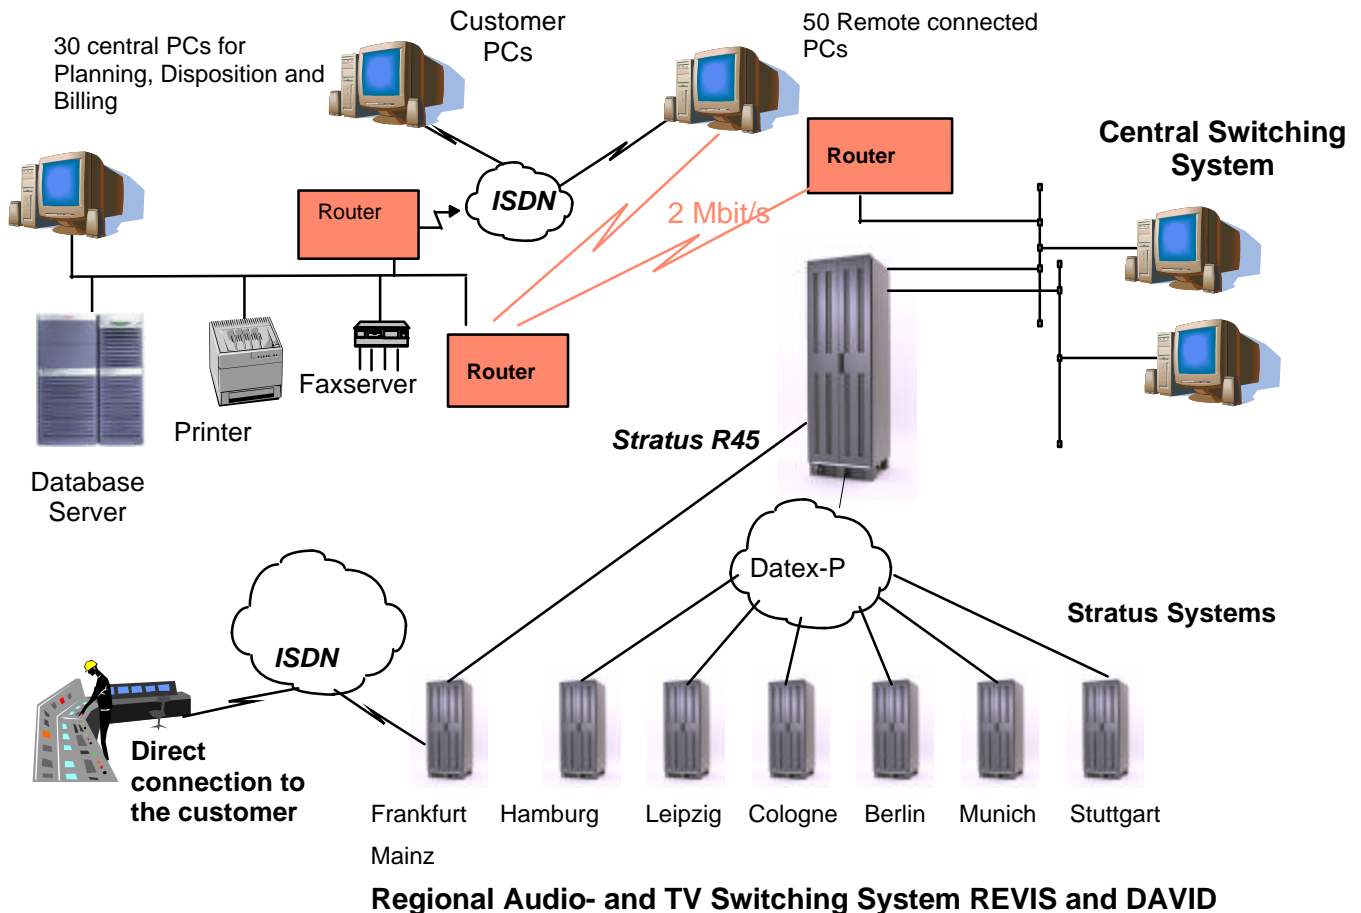 Customer
PCs
50 Remote connected
PCs
30 central PCs for
Planning, Disposition and
Billing
Central Switching
System
Router
Router
ISDN
2 Mbit/s
Router
Faxserver
Printer
Stratus R45
Database
Server
Datex-P
Stratus Systems
ISDN
Direct
connection to
the customer
Frankfurt
Hamburg
Leipzig
Cologne
Berlin
Munich
Stuttgart
Mainz
Regional Audio- and TV Switching System REVIS and DAVID